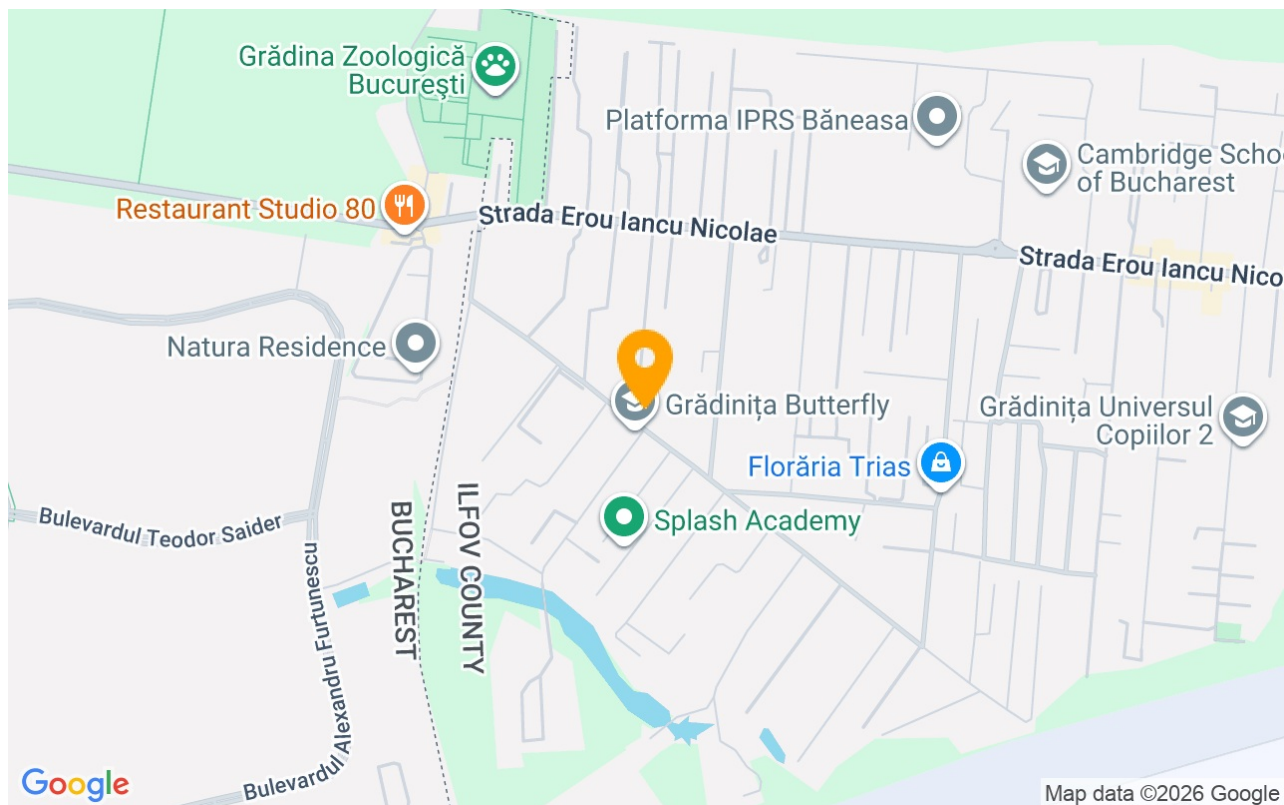 Grădina Zoologică
București
Platforma IPRS Băneasa
Cambridge Schoo
of Bucharest
Restaurant Studio 80
Strada Erou Iancu Nicolae
Strada Erou Iancu Nico
Natura Residence
Grădinița Butterfly
Grădinița Universul
Copiilor 2
Florăria Trias
Bulevardul Teodor Saider
Splash Academy
BUCHAREST
ILFOV COUNTY
Bulevardul Alexandru Furtunescu
Google
Map data ©2026 Google